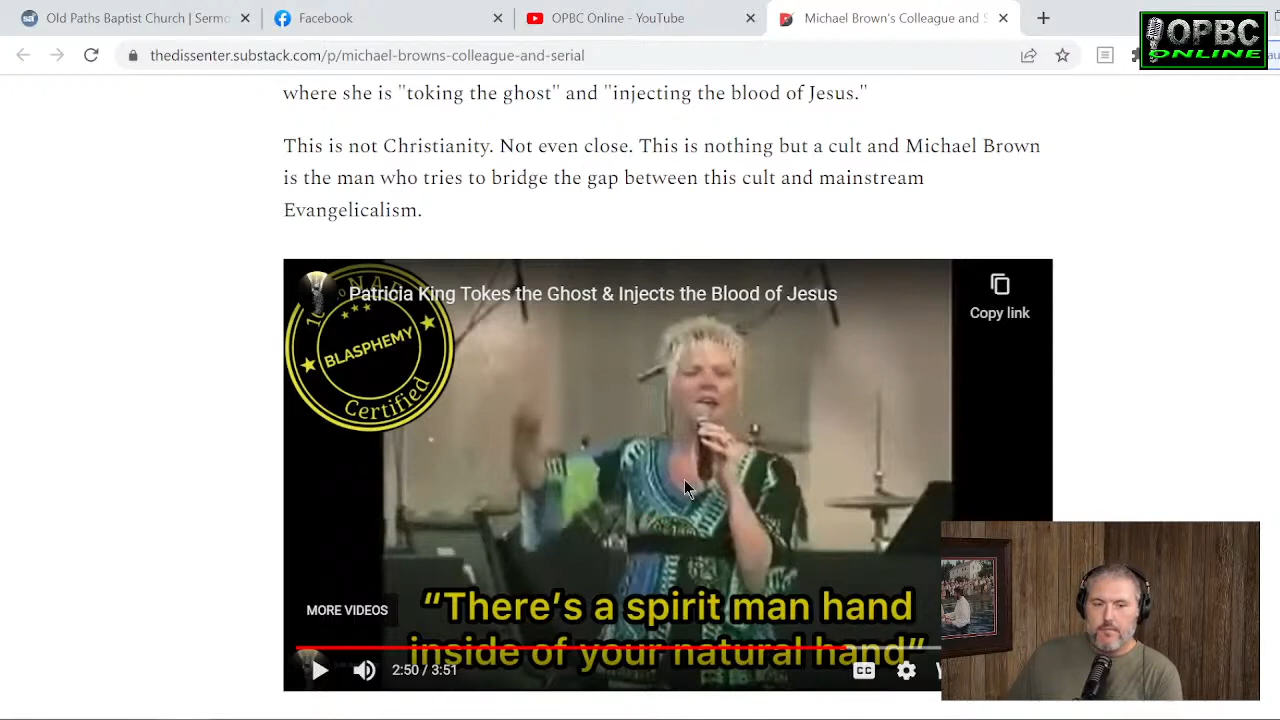 Old Paths Baptist Church | Sermo
Facebook
OPBC Online - YouTube
Michael Brown's Colleague and S
OPBC
ONLINE
thedissenter.substack.com/p/michael-browns-colleague-and-serial
where she is "toking the ghost" and "injecting the blood of Jesus."
This is not Christianity. Not even close. This is nothing but a cult and Michael Brown
is the man who tries to bridge the gap between this cult and mainstream
Evangelicalism.
Patricia King Tokes the Ghost & Injects the Blood of Jesus
Copy link
BLASPHEMY
Certified
"There's a spirit man hand
inside of your natural hand"
MORE VIDEOS
2:50 / 3:51
CC